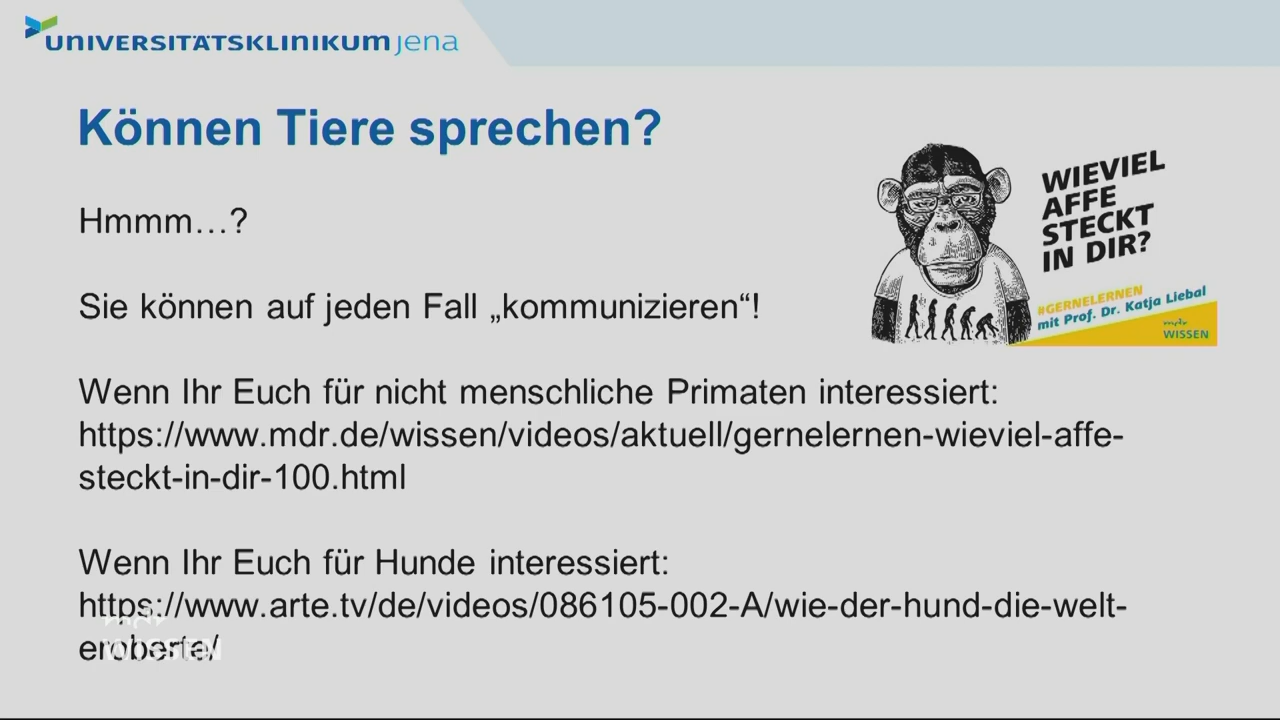 UNIVERSITÄTSKLINIKUM jena
Können Tiere sprechen?
Hmmm…?
Sie können auf jeden Fall „kommunizieren“!
WIEVIEL
AFFE
STECKT
IN DIR?
#GERNELERNEN
mit Prof. Dr. Katja Liebal
mdr
WISSEN
Wenn Ihr Euch für nicht menschliche Primaten interessiert:
https://www.mdr.de/wissen/videos/aktuell/gernelernen-wieviel-affe-
steckt-in-dir-100.html
Wenn Ihr Euch für Hunde interessiert:
https://www.arte.tv/de/videos/086105-002-A/wie-der-hund-die-welt-
eroberte/
mdr
WISSEN